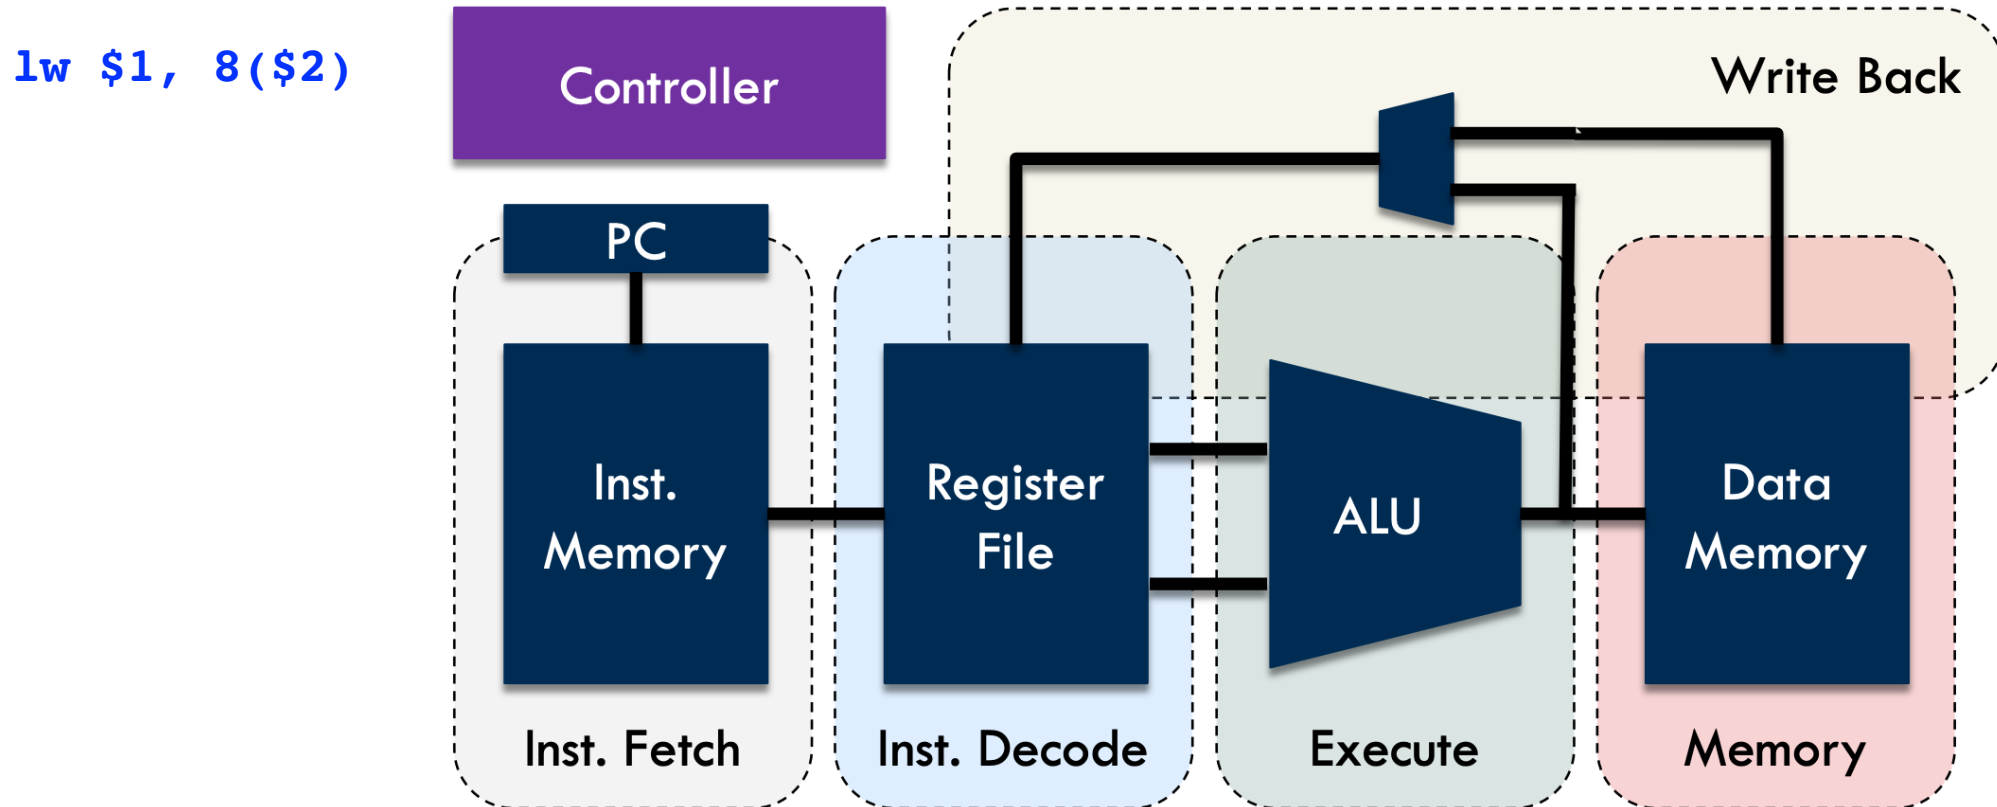 lw $1, 8($2)
Controller
Write Back
PC
Inst.
Memory
Register
File
ALU
Data
Memory
Inst. Fetch
Inst. Decode
Execute
Memory